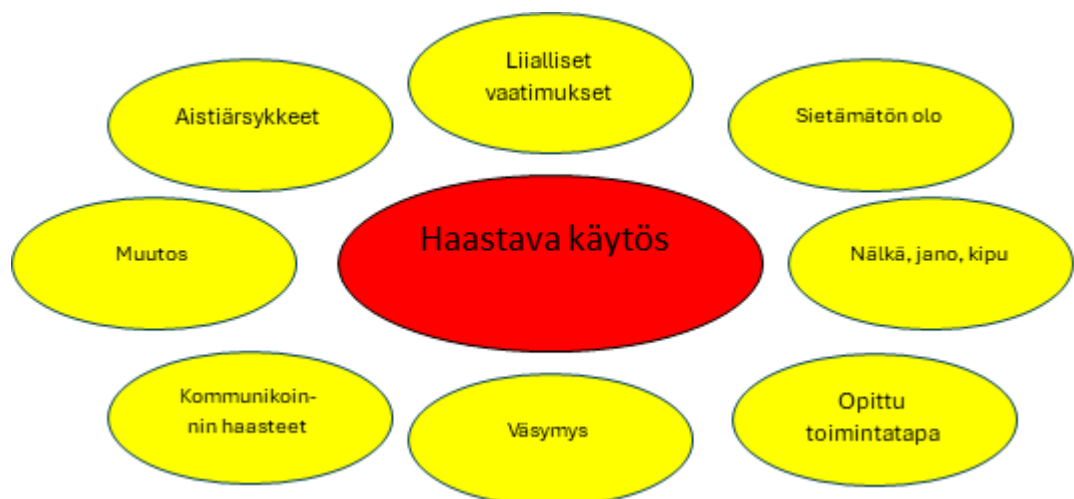 Liialliset
vaatimukset
Aistiärsykkeet
Sietämätön olo
Haastava käytös
Muutos
Nälkä, jano, kipu
Kommunikoin-
nin haasteet
Väsymys
Opittu
toimintatapa